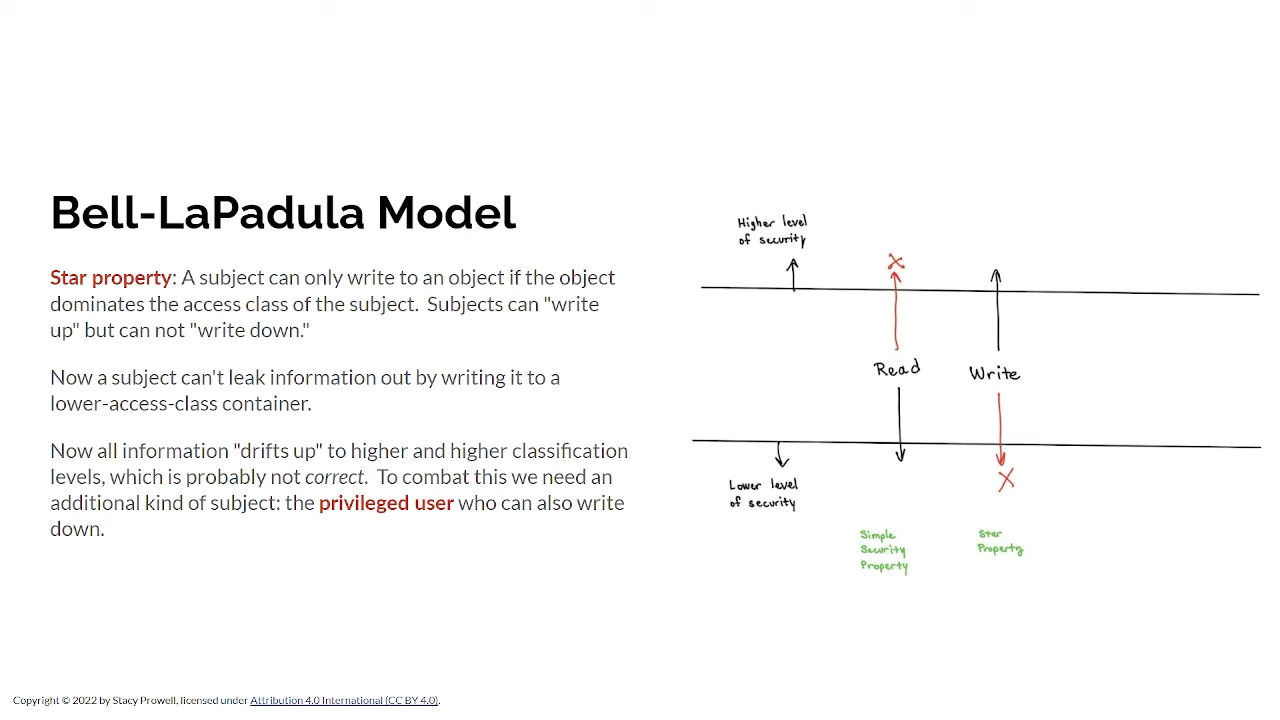 Bell-LaPadula Model
Star property: A subject can only write to an object if the object
dominates the access class of the subject.  Subjects can "write
up" but can not "write down."
Now a subject can't leak information out by writing it to a
lower-access-class container.
Now all information "drifts up" to higher and higher classification
levels, which is probably not correct.  To combat this we need an
additional kind of subject: the privileged user who can also write
down.
Higher level
of security
X
Read
Write
X
Lower level
of security
Simple
Security
Property
Star
Property
Copyright © 2022 by Stacy Prowell, licensed under Attribution 4.0 International (CC BY 4.0).